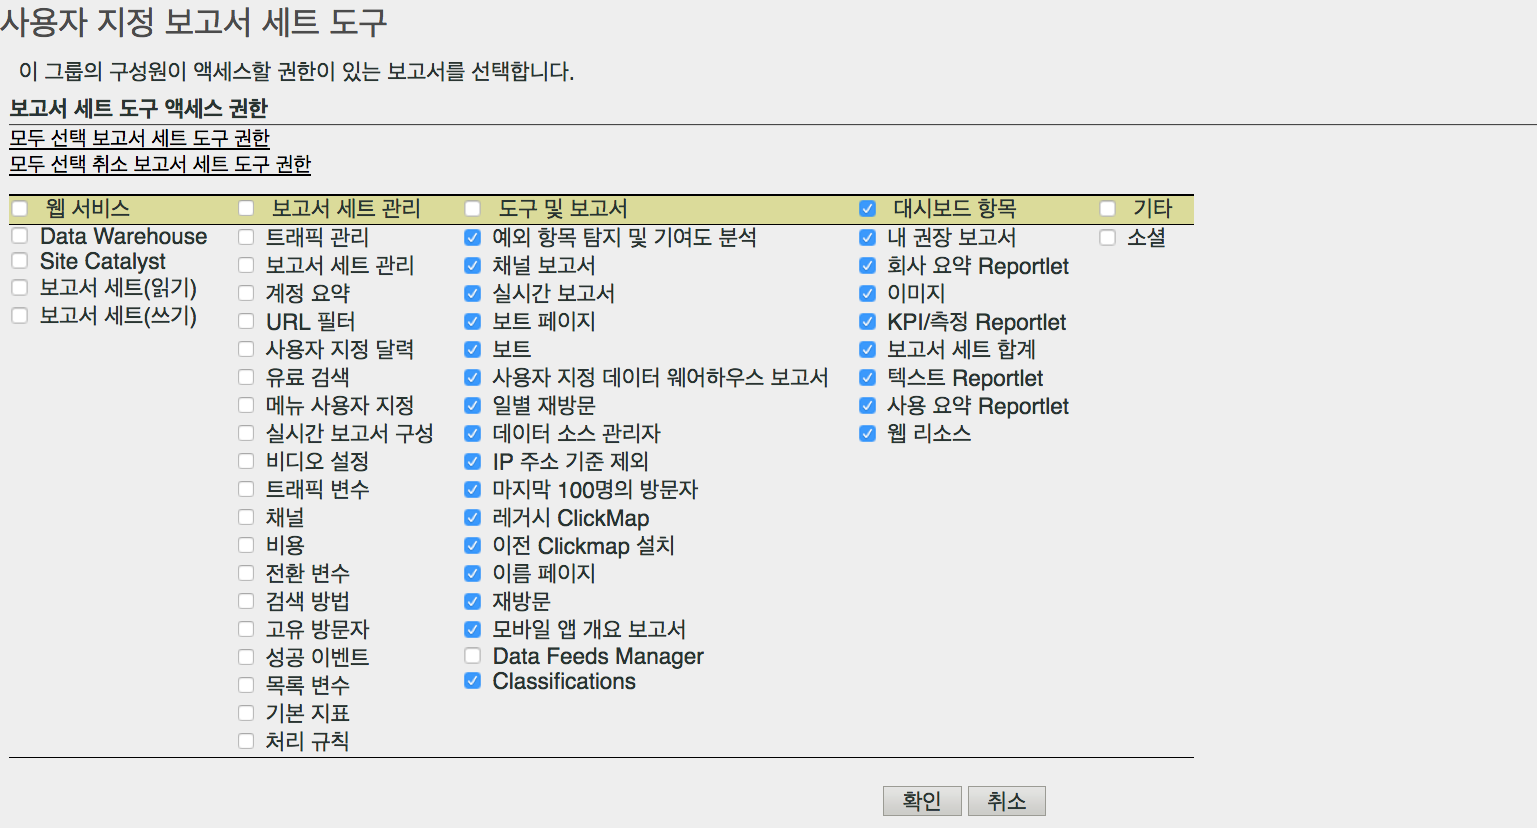 사용자 지정 보고서 세트 도구
이 그룹의 구성원이 액세스할 권한이 있는 보고서를 선택합니다.
보고서 세트 도구 액세스 권한
모두 선택 보고서 세트 도구 권한
모두 선택 취소 보고서 세트 도구 권한
웹 서비스
Data Warehouse
Site Catalyst
보고서 세트(읽기)
보고서 세트(쓰기)
보고서 세트 관리
트래픽 관리
보고서 세트 관리
계정 요약
URL 필터
사용자 지정 달력
유료 검색
메뉴 사용자 지정
실시간 보고서 구성
비디오 설정
트래픽 변수
채널
비용
전환 변수
검색 방법
고유 방문자
성공 이벤트
목록 변수
기본 지표
처리 규칙
도구 및 보고서
예외 항목 탐지 및 기여도 분석
채널 보고서
실시간 보고서
보트 페이지
보트
사용자 지정 데이터 웨어하우스 보고서
일별 재방문
데이터 소스 관리자
IP 주소 기준 제외
마지막 100명의 방문자
레거시 ClickMap
이전 Clickmap 설치
이름 페이지
재방문
모바일 앱 개요 보고서
Data Feeds Manager
Classifications
대시보드 항목
내 권장 보고서
회사 요약 Reportlet
이미지
KPI/측정 Reportlet
보고서 세트 합계
텍스트 Reportlet
사용 요약 Reportlet
웹 리소스
기타
소셜
확인
취소